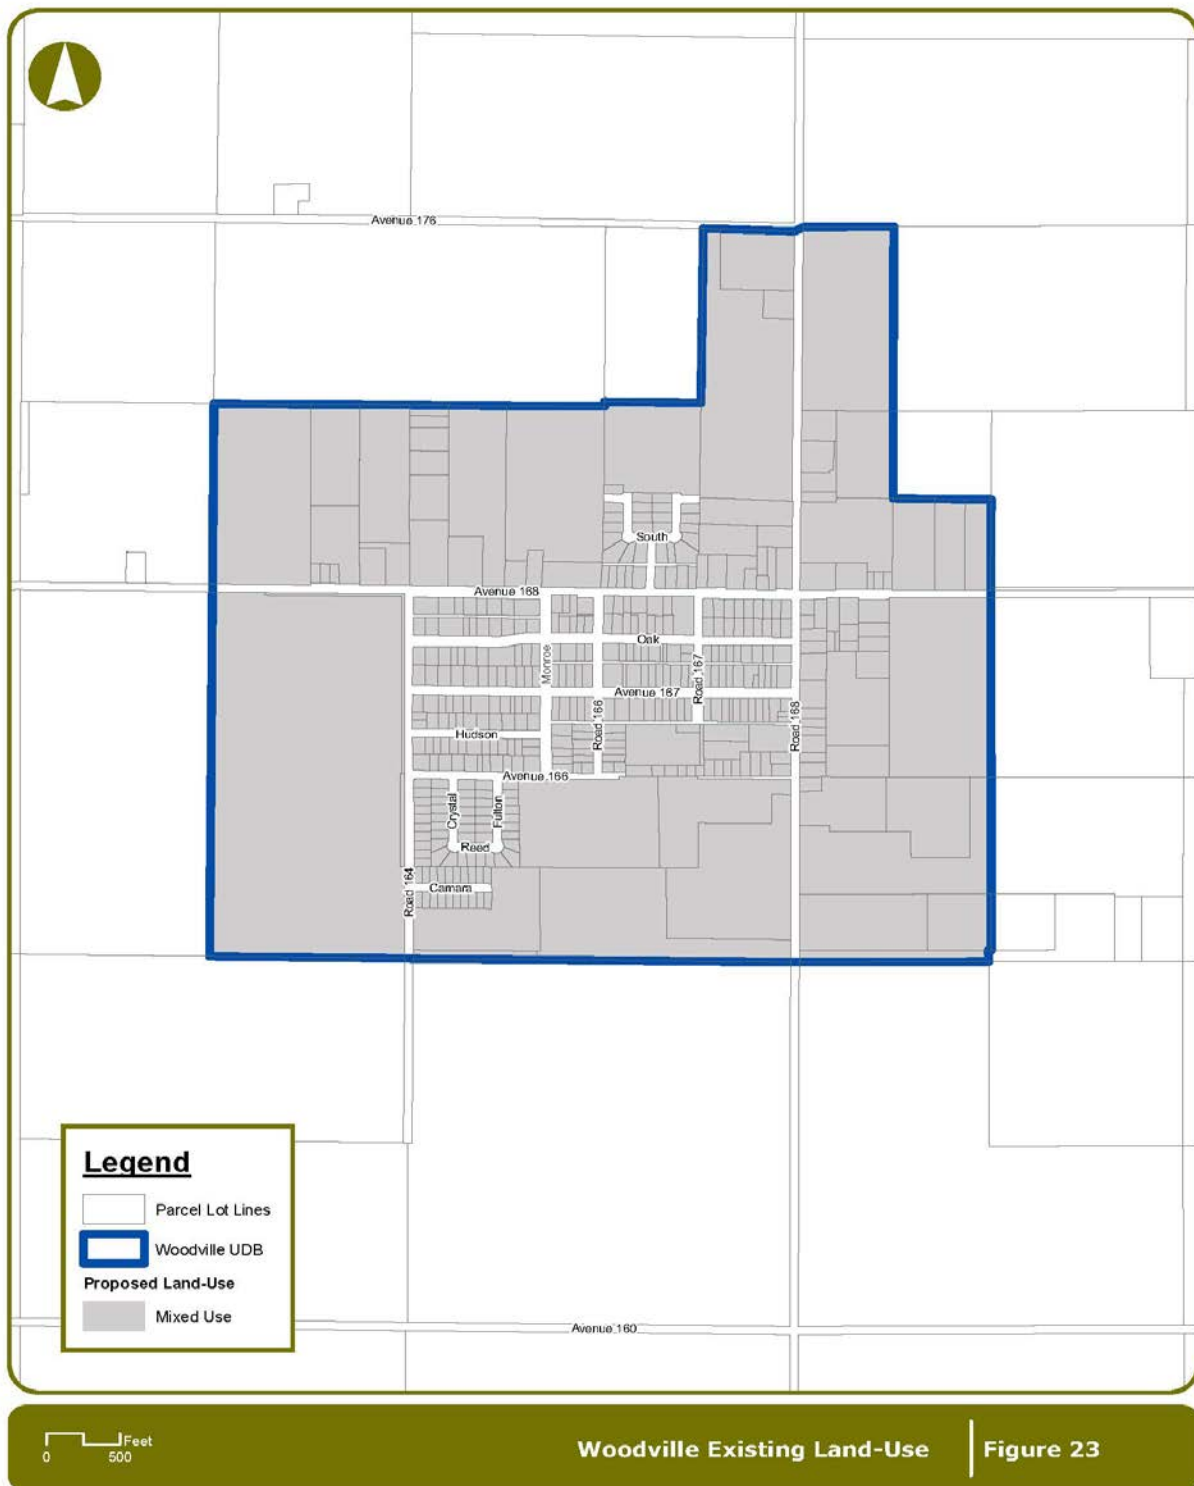 Avenue 176
South
Avenue 168
Oak
Monroe
Road 167
Avenue 167
Road 166
Road 168
Hudson
Avenue 166
Crystal
Fulton
Reed
Camara
Road 164
Legend
Parcel Lot Lines
Woodville UDB
Proposed Land-Use
Mixed Use
Avenue 160
Feet
0 500
Woodville Existing Land-Use
Figure 23